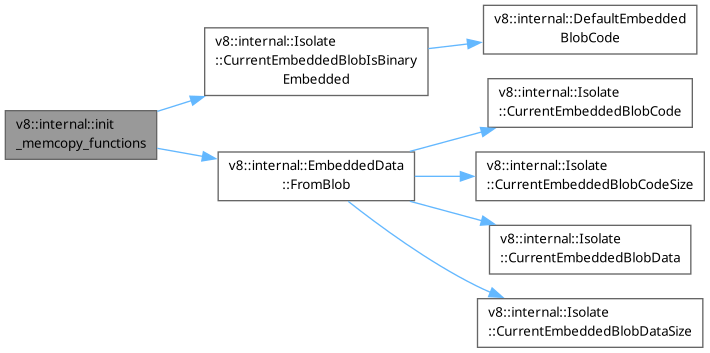 v8::internal::init
_memcopy_functions
v8::internal::Isolate
::CurrentEmbeddedBlobIsBinary
Embedded
v8::internal::DefaultEmbedded
BlobCode
v8::internal::EmbeddedData
::FromBlob
v8::internal::Isolate
::CurrentEmbeddedBlobCode
v8::internal::Isolate
::CurrentEmbeddedBlobCodeSize
v8::internal::Isolate
::CurrentEmbeddedBlobData
v8::internal::Isolate
::CurrentEmbeddedBlobDataSize